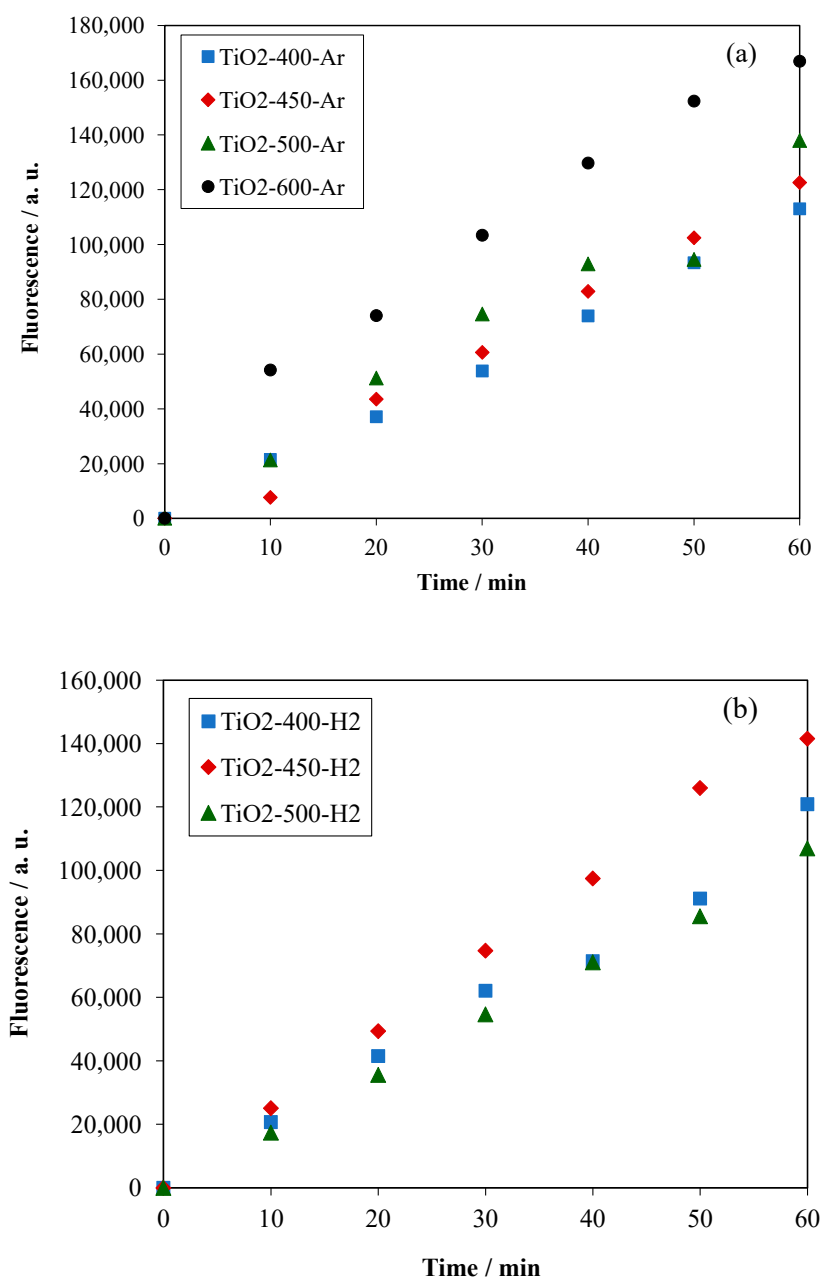 180,000
160,000
140,000
120,000
100,000
80,000
60,000
40,000
20,000
0
Fluorescence / a. u.
(a)
TiO2-400-Ar
TiO2-450-Ar
TiO2-500-Ar
TiO2-600-Ar
0 10 20 30 40 50 60
Time / min
160,000
140,000
120,000
100,000
80,000
60,000
40,000
20,000
0
Fluorescence / a. u.
(b)
TiO2-400-H2
TiO2-450-H2
TiO2-500-H2
0 10 20 30 40 50 60
Time / min